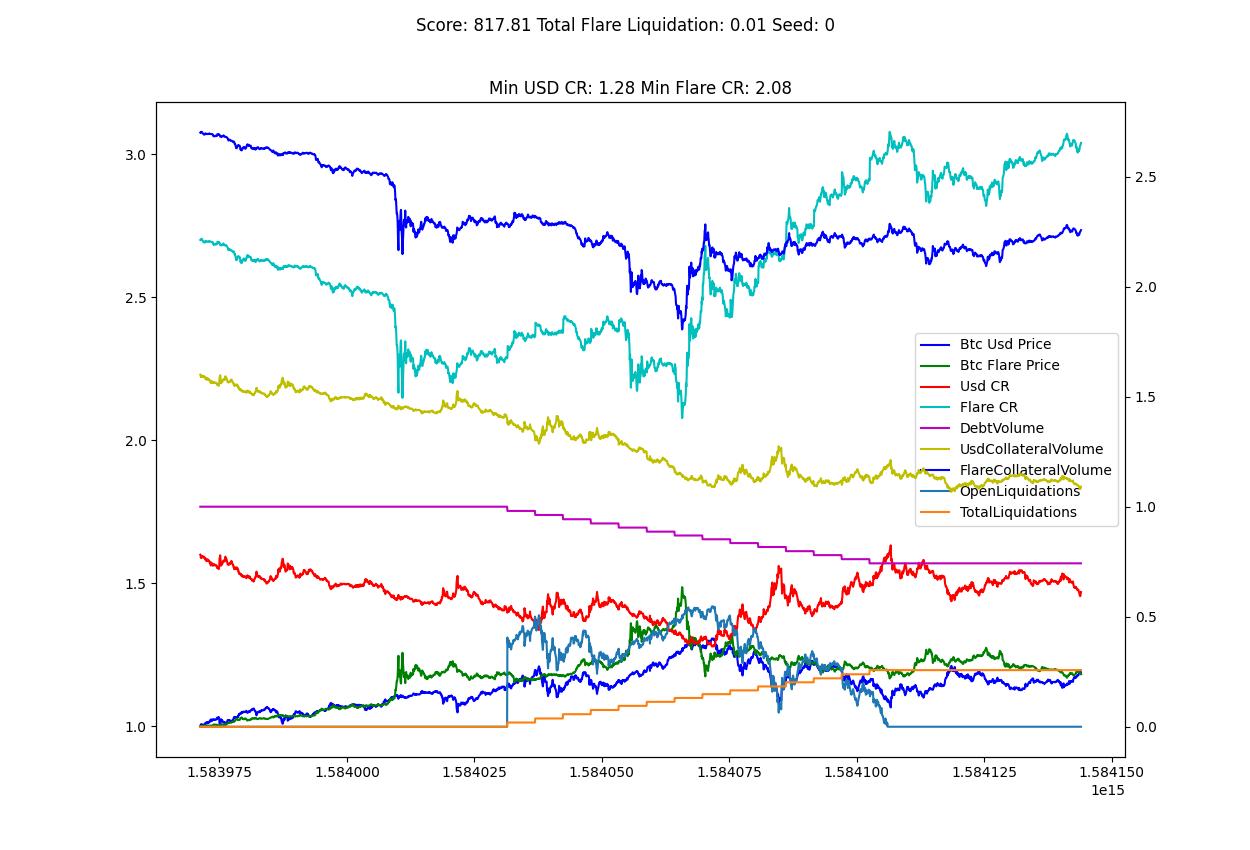 Score: 817.81 Total Flare Liquidation: 0.01 Seed: 0
Min USD CR: 1.28 Min Flare CR: 2.08
3.0
2.5
2.0
1.5
1.0
2.5
2.0
1.5
1.0
0.5
0.0
Btc Usd Price
Btc Flare Price
Usd CR
Flare CR
DebtVolume
UsdCollateralVolume
FlareCollateralVolume
OpenLiquidations
TotalLiquidations
1.583975 1.584000 1.584025 1.584050 1.584075 1.584100 1.584125 1.584150
1e15